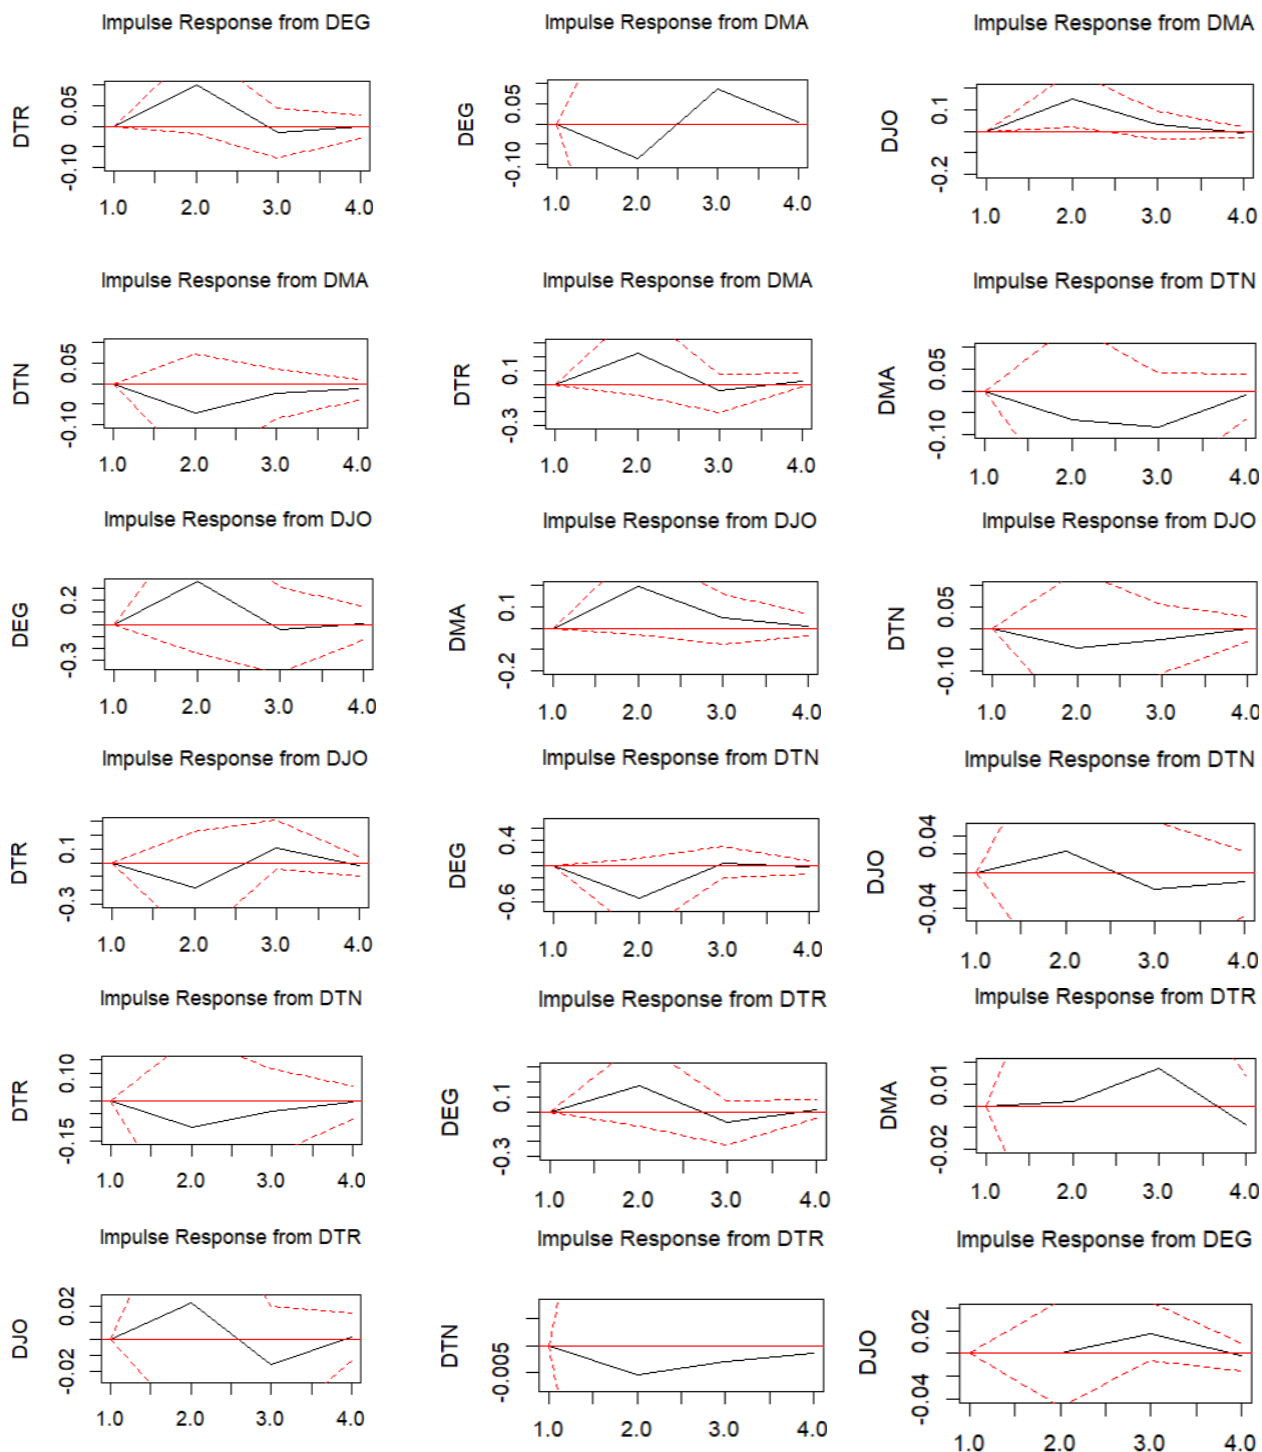 Impulse Response from DEG
Impulse Response from DMA
Impulse Response from DMA
DTR
0.05
-0.10
1.0 2.0 3.0 4.0
DEG
0.05
-0.10
1.0 2.0 3.0 4.0
DJO
0.1
-0.2
1.0 2.0 3.0 4.0
Impulse Response from DMA
Impulse Response from DMA
Impulse Response from DTN
DTN
0.05
-0.10
1.0 2.0 3.0 4.0
DTR
0.1
-0.3
1.0 2.0 3.0 4.0
DMA
0.05
-0.10
1.0 2.0 3.0 4.0
Impulse Response from DJO
Impulse Response from DJO
Impulse Response from DJO
DEG
0.2
-0.3
1.0 2.0 3.0 4.0
DMA
0.1
-0.2
1.0 2.0 3.0 4.0
DTN
0.05
-0.10
1.0 2.0 3.0 4.0
Impulse Response from DJO
Impulse Response from DTN
Impulse Response from DTN
DTR
0.1
-0.3
1.0 2.0 3.0 4.0
DEG
0.4
-0.6
1.0 2.0 3.0 4.0
DJO
0.04
-0.04
1.0 2.0 3.0 4.0
Impulse Response from DTN
Impulse Response from DTR
Impulse Response from DTR
DTR
0.10
-0.15
1.0 2.0 3.0 4.0
DEG
0.1
-0.3
1.0 2.0 3.0 4.0
DMA
0.01
-0.02
1.0 2.0 3.0 4.0
Impulse Response from DTR
Impulse Response from DTR
Impulse Response from DEG
DJO
0.02
-0.02
1.0 2.0 3.0 4.0
DTN
-0.005
1.0 2.0 3.0 4.0
DJO
0.02
-0.04
1.0 2.0 3.0 4.0